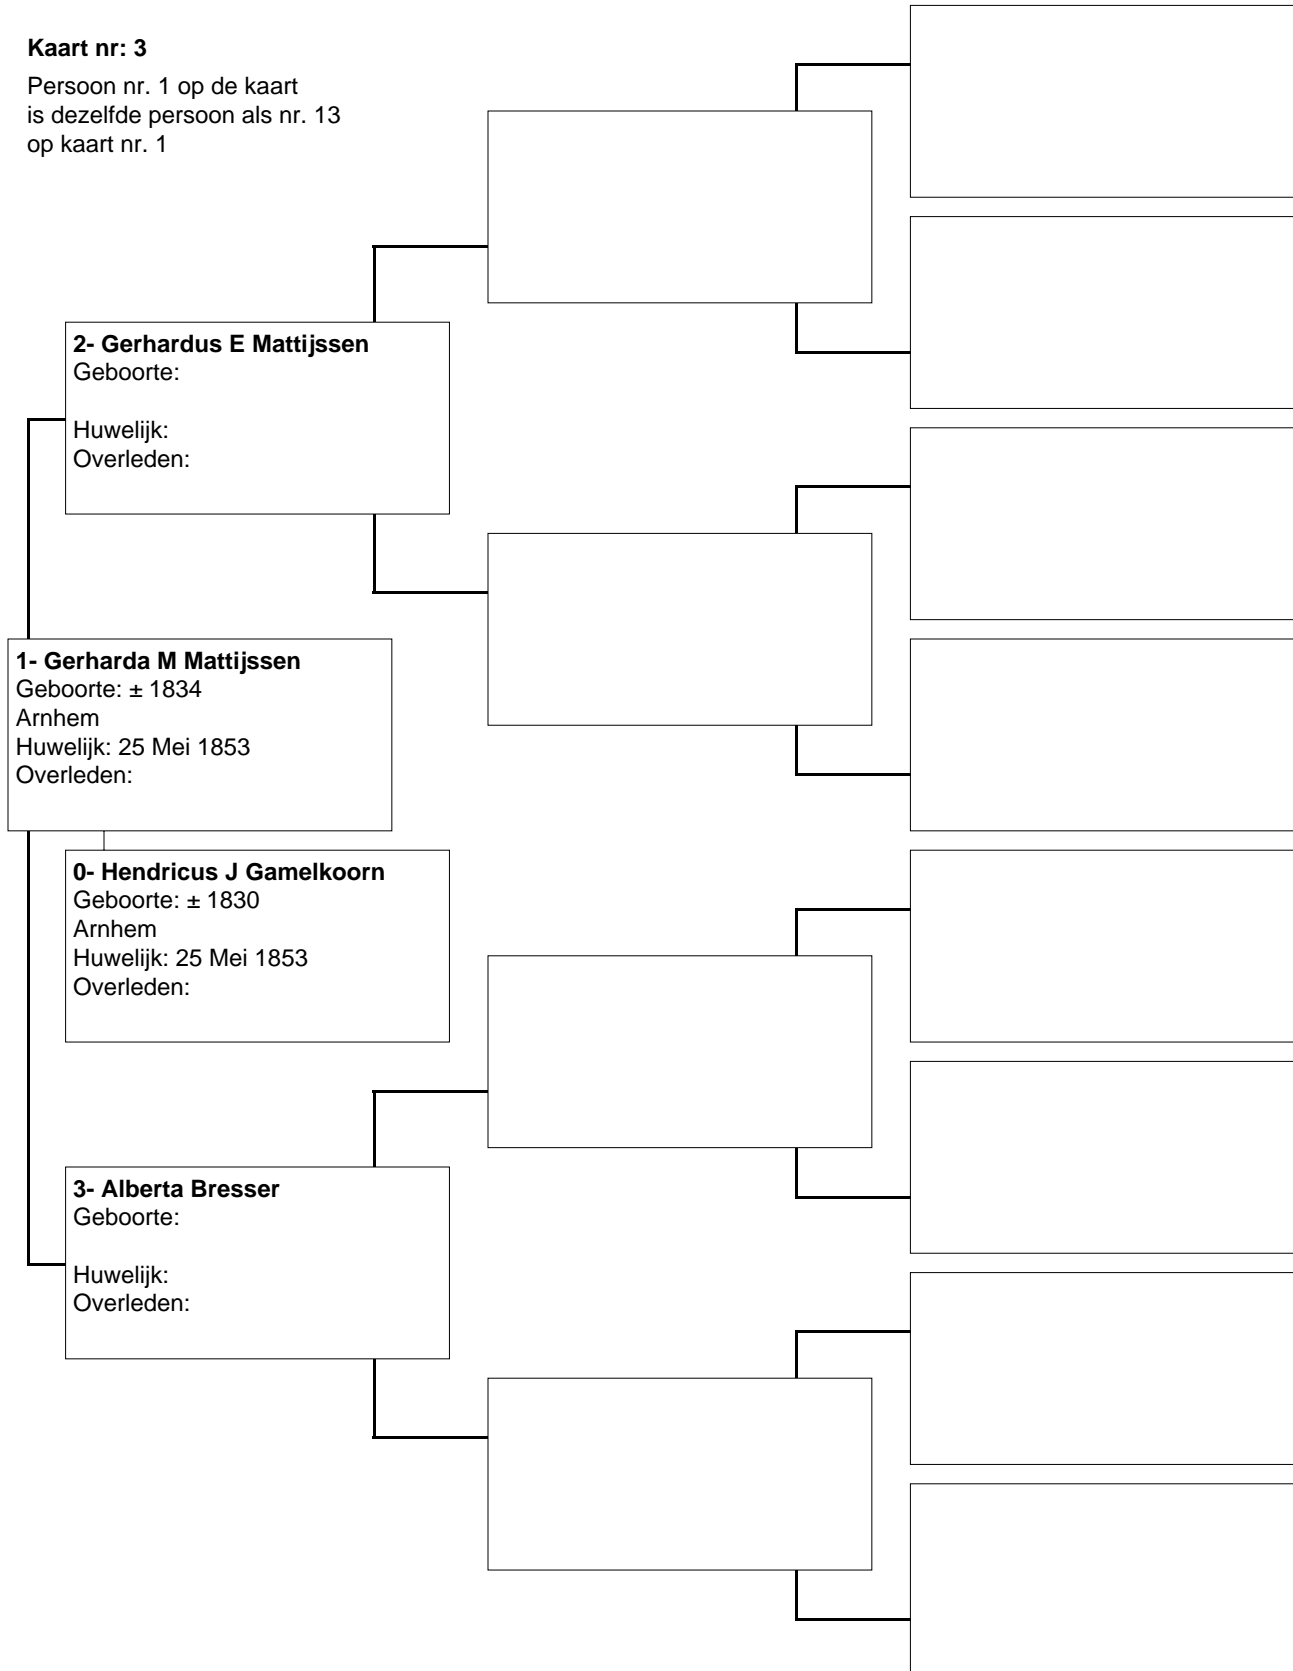 Kaart nr: 3
Persoon nr. 1 op de kaart
is dezelfde persoon als nr. 13
op kaart nr. 1
2- Gerhardus E Mattijssen
Geboorte:
Huwelijk:
Overleden:
1- Gerharda M Mattijssen
Geboorte: ± 1834
Arnhem
Huwelijk: 25 Mei 1853
Overleden:
0- Hendricus J Gamelkoorn
Geboorte: ± 1830
Arnhem
Huwelijk: 25 Mei 1853
Overleden:
3- Alberta Bresser
Geboorte:
Huwelijk:
Overleden: